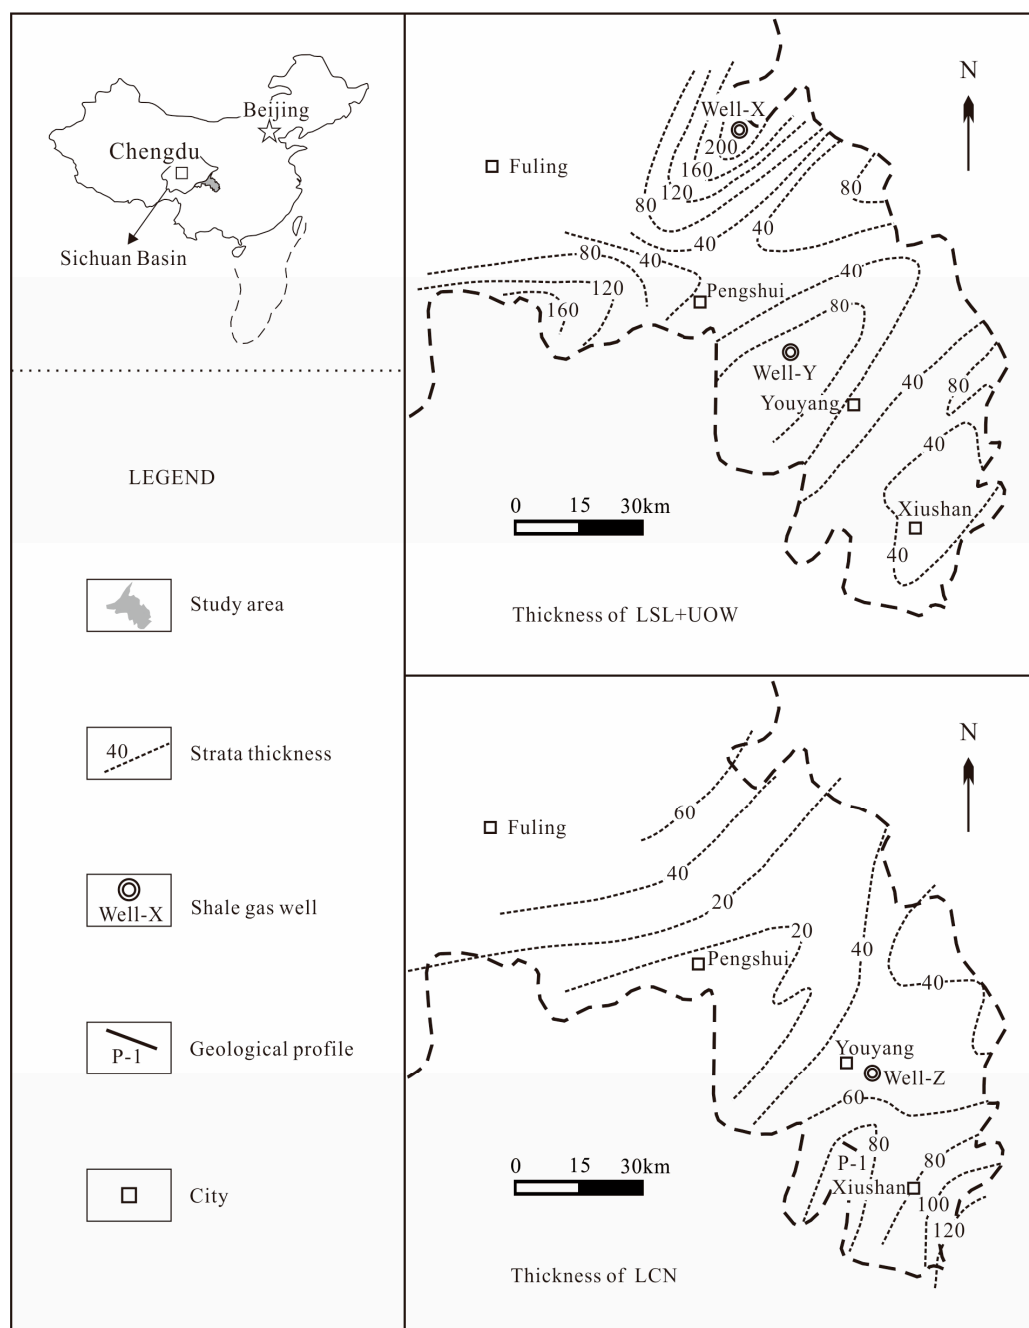 Beijing
Chengdu
Sichuan Basin
LEGEND
Study area
40
Strata thickness
Well-X
Shale gas well
P-1
Geological profile
City
N
Well-X
200
160
120
80
Fuling
80
40
40
80
40
120
160
Pengshui
40
80
Well-Y
Youyang
40
80
40
Xiushan
40
0 15 30km
Thickness of LSL+UOW
N
60
Fuling
40
20
20
Pengshui
40
40
Youyang
Well-Z
60
80
P-1
80
Xiushan
100
120
0 15 30km
Thickness of LCN